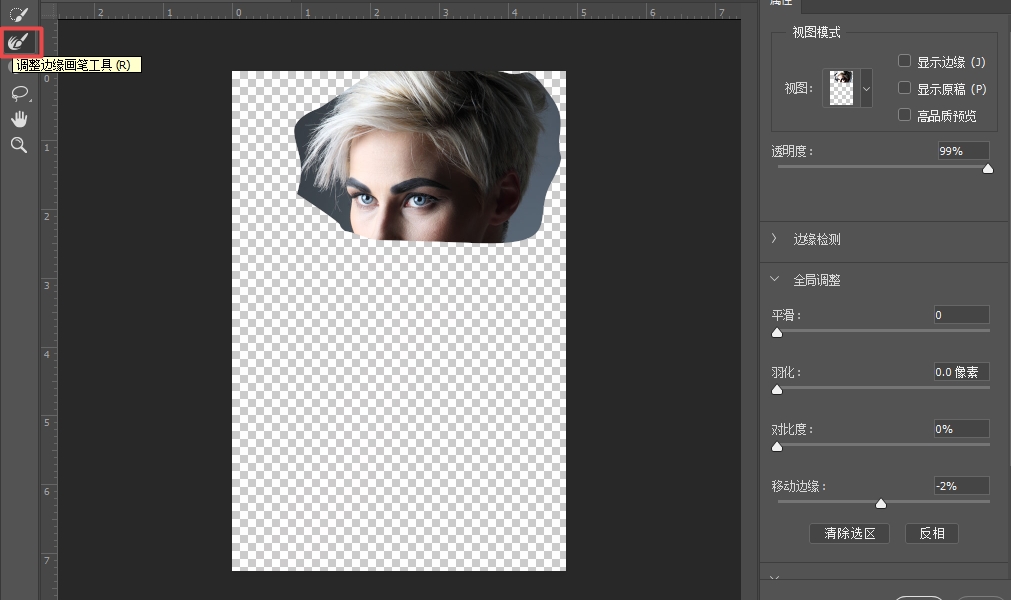 属性
2 1 0 1 2 3 4 5 6 7
视图模式
调整边缘画笔工具 (R)
显示边缘 (J)
0
视图:
显示原稿 (P)
高品质预览
1
透明度:
99%
2
边缘检测
全局调整
3
平滑:
0
4
羽化:
0.0 像素
5
对比度:
0%
6
移动边缘:
-2%
清除选区
反相
7